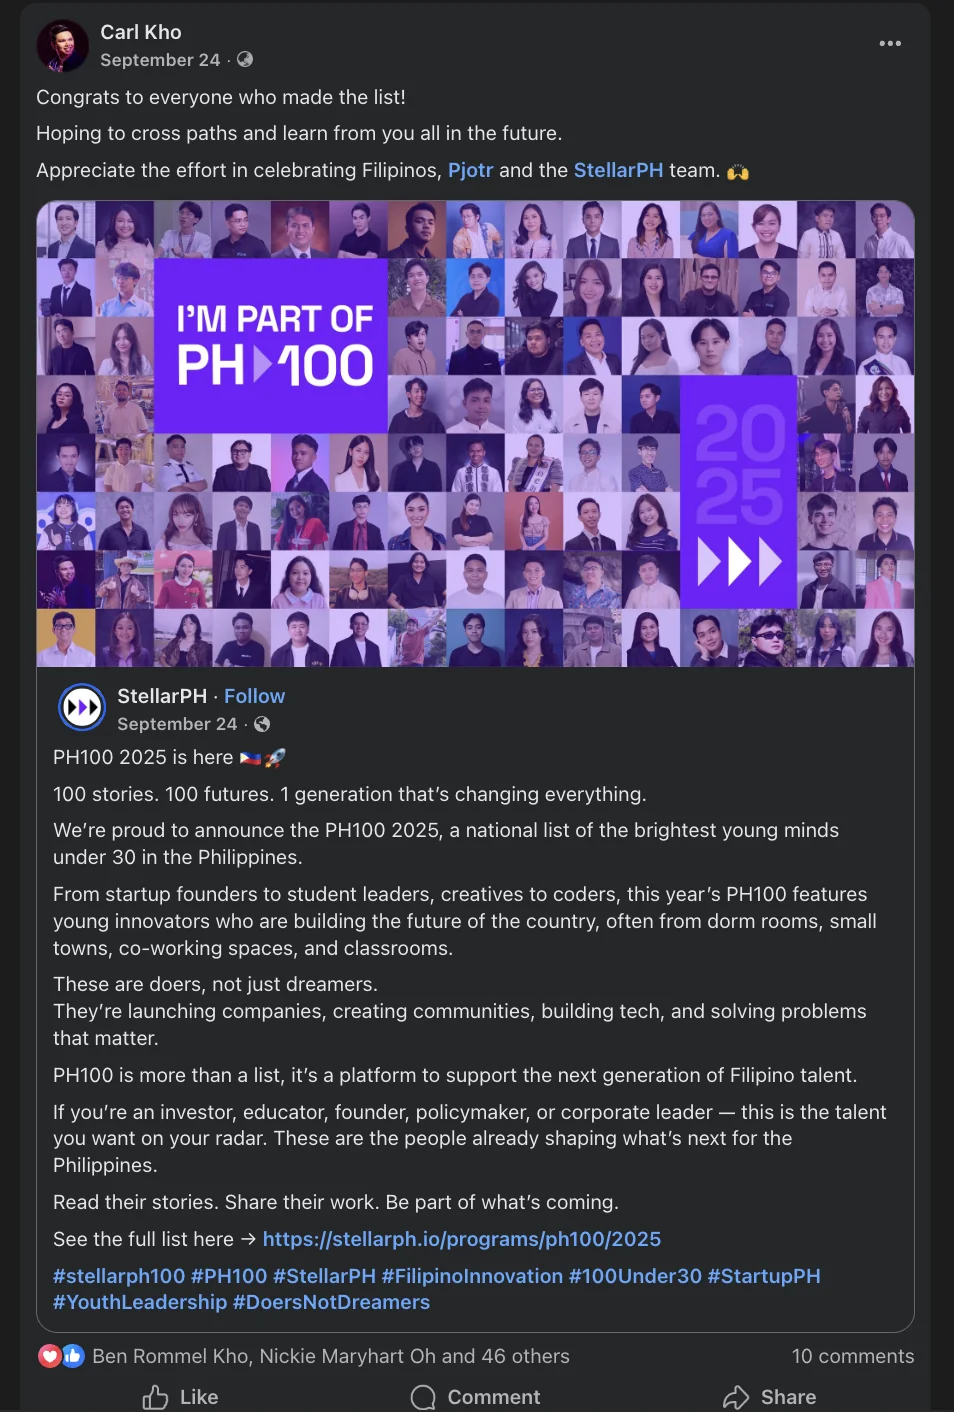 Carl Kho
September 24 ·
Congrats to everyone who made the list!
Hoping to cross paths and learn from you all in the future.
Appreciate the effort in celebrating Filipinos, Pjotr and the StellarPH team. 🙌
I'M PART OF
PH 100
20
25
StellarPH · Follow
September 24 ·
PH100 2025 is here 🇵🇭🚀
100 stories. 100 futures. 1 generation that's changing everything.
We're proud to announce the PH100 2025, a national list of the brightest young minds
under 30 in the Philippines.
From startup founders to student leaders, creatives to coders, this year's PH100 features
young innovators who are building the future of the country, often from dorm rooms, small
towns, co-working spaces, and classrooms.
These are doers, not just dreamers.
They're launching companies, creating communities, building tech, and solving problems
that matter.
PH100 is more than a list, it's a platform to support the next generation of Filipino talent.
If you're an investor, educator, founder, policymaker, or corporate leader — this is the talent
you want on your radar. These are the people already shaping what's next for the
Philippines.
Read their stories. Share their work. Be part of what's coming.
See the full list here → https://stellarph.io/programs/ph100/2025
#stellarph100 #PH100 #StellarPH #FilipinoInnovation #100Under30 #StartupPH
#YouthLeadership #DoersNotDreamers
Ben Rommel Kho, Nickie Maryhart Oh and 46 others 10 comments
Like Comment Share